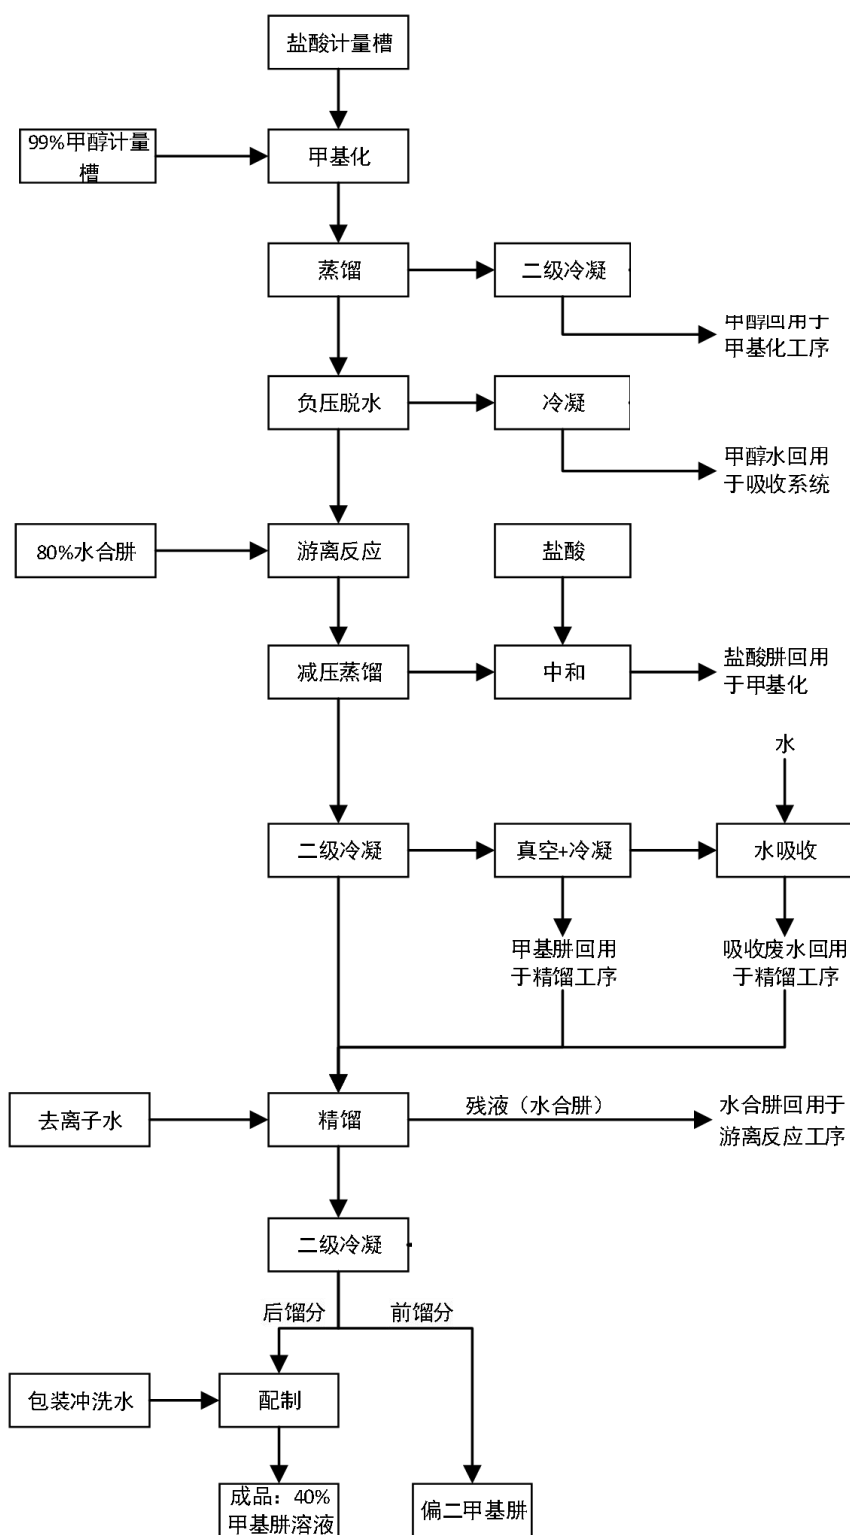 盐酸计量槽
99%甲醇计量
槽
甲基化
蒸馏
二级冷凝
甲醇回用于
甲基化工序
负压脱水
冷凝
甲醇水回用
于吸收系统
80%水合肼
游离反应
盐酸
减压蒸馏
中和
盐酸肼回用
于甲基化
水
二级冷凝
真空+冷凝
水吸收
甲基肼回用
于精馏工序
吸收废水回用
于精馏工序
去离子水
精馏
残液（水合肼）
水合肼回用于
游离反应工序
二级冷凝
后馏分
前馏分
包装冲洗水
配制
成品：40%
甲基肼溶液
偏二甲基肼